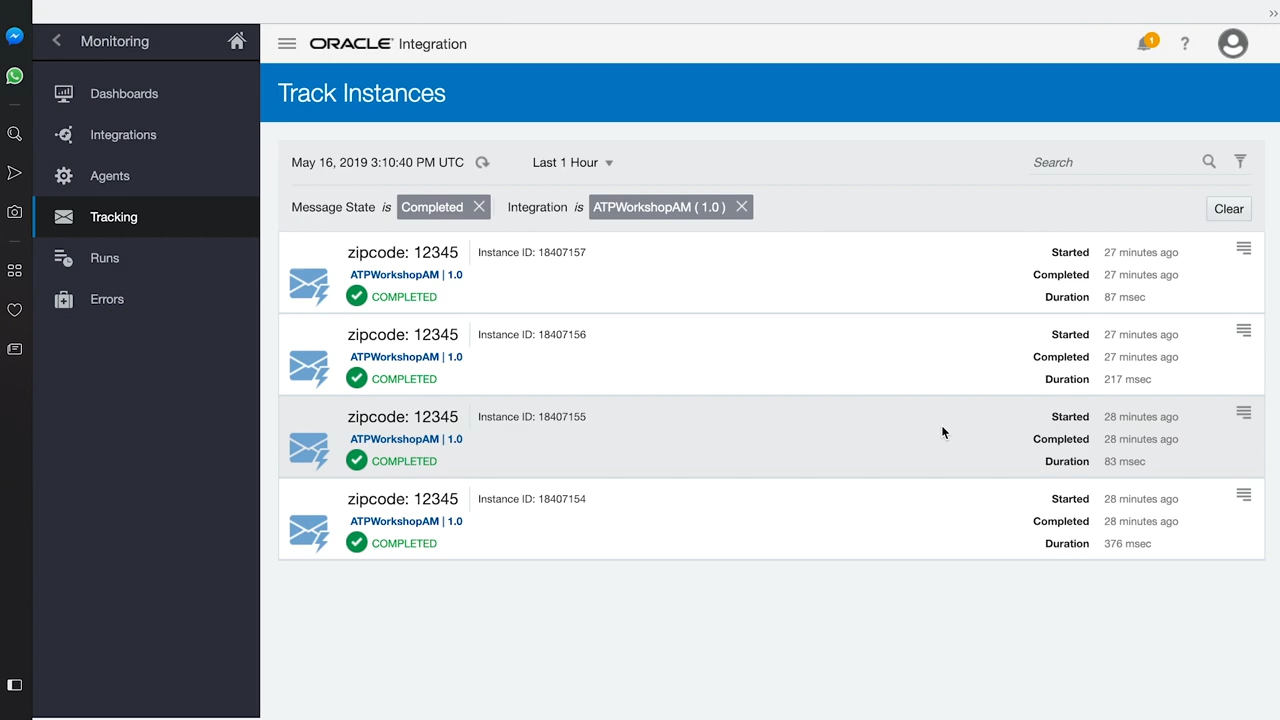 »
Monitoring
ORACLE Integration
1
?
Dashboards
Integrations
Agents
Tracking
Runs
Errors
Track Instances
May 16, 2019 3:10:40 PM UTC
Last 1 Hour
Search
Message State is Completed
Integration is ATPWorkshopAM ( 1.0 )
Clear
zipcode: 12345
Instance ID: 18407157
ATPWorkshopAM | 1.0
COMPLETED
Started 27 minutes ago
Completed 27 minutes ago
Duration 87 msec
zipcode: 12345
Instance ID: 18407156
ATPWorkshopAM | 1.0
COMPLETED
Started 27 minutes ago
Completed 27 minutes ago
Duration 217 msec
zipcode: 12345
Instance ID: 18407155
ATPWorkshopAM | 1.0
COMPLETED
Started 28 minutes ago
Completed 28 minutes ago
Duration 83 msec
zipcode: 12345
Instance ID: 18407154
ATPWorkshopAM | 1.0
COMPLETED
Started 28 minutes ago
Completed 28 minutes ago
Duration 376 msec